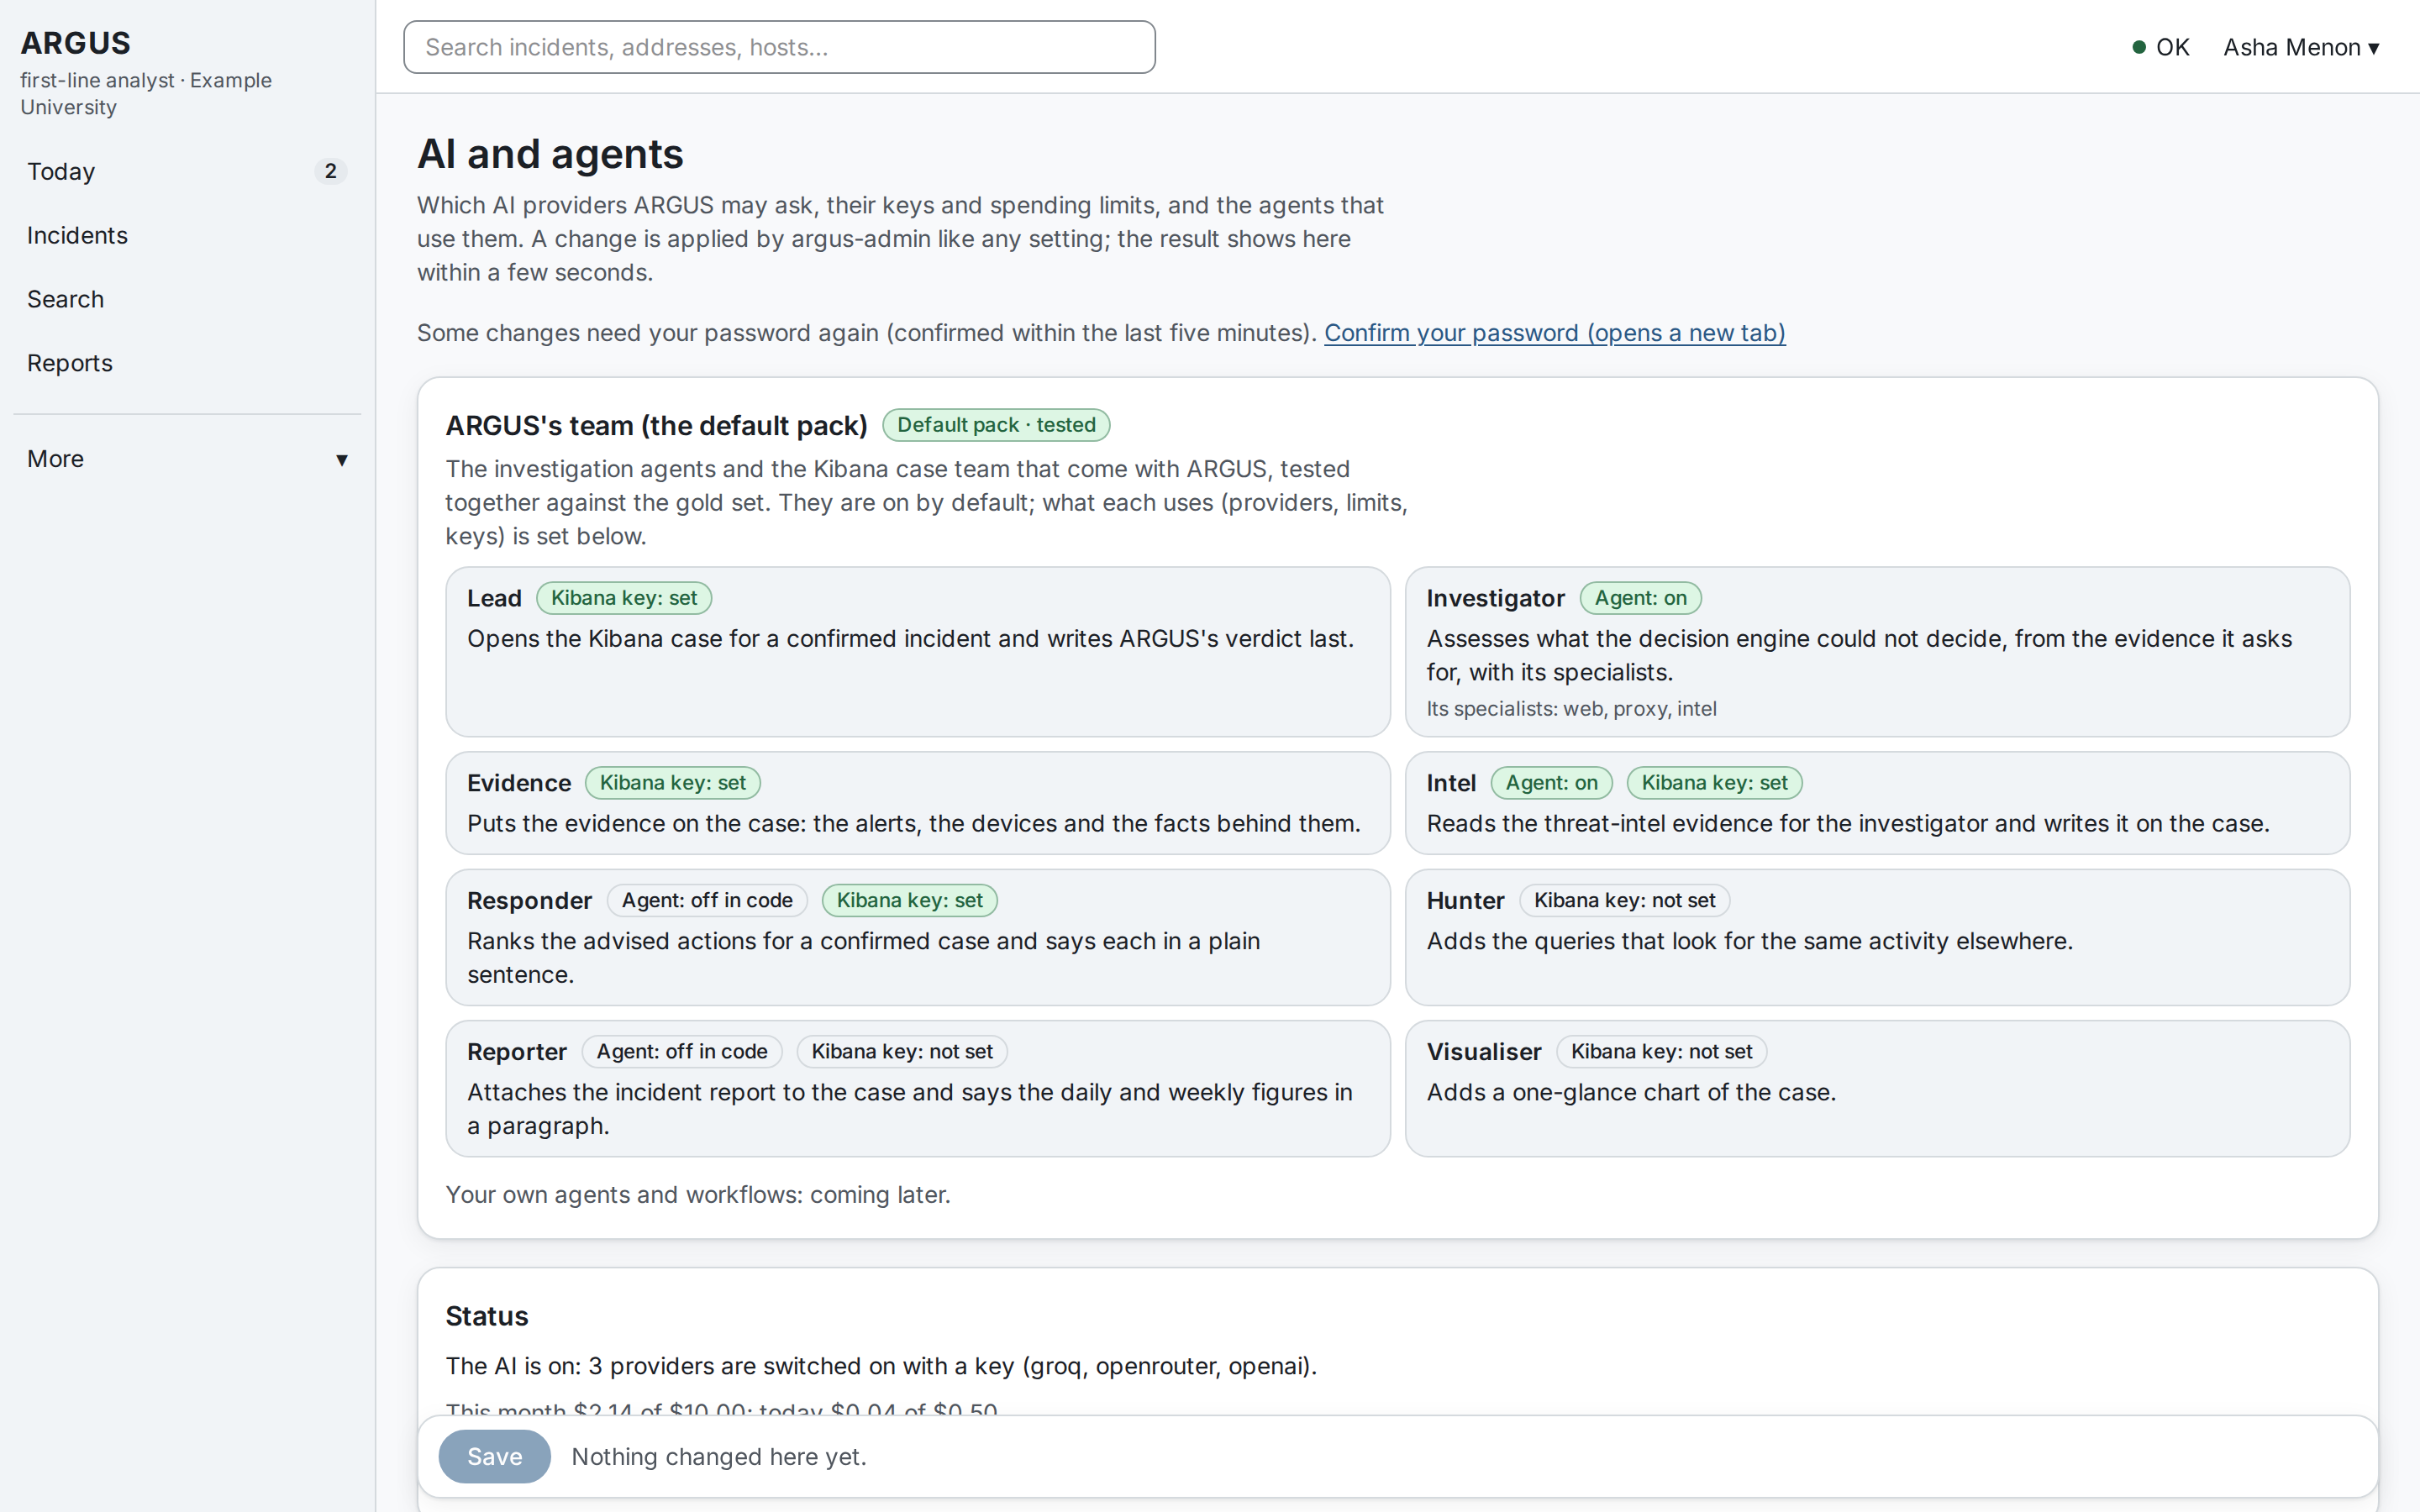 ARGUS
first-line analyst · Example
University
Today 2
Incidents
Search
Reports
More ▾
Search incidents, addresses, hosts...
OK Asha Menon ▾
AI and agents
Which AI providers ARGUS may ask, their keys and spending limits, and the agents that
use them. A change is applied by argus-admin like any setting; the result shows here
within a few seconds.
Some changes need your password again (confirmed within the last five minutes). Confirm your password (opens a new tab)
ARGUS's team (the default pack) Default pack · tested
The investigation agents and the Kibana case team that come with ARGUS, tested
together against the gold set. They are on by default; what each uses (providers, limits,
keys) is set below.
Lead Kibana key: set
Opens the Kibana case for a confirmed incident and writes ARGUS's verdict last.
Investigator Agent: on
Assesses what the decision engine could not decide, from the evidence it asks
for, with its specialists.
Its specialists: web, proxy, intel
Evidence Kibana key: set
Puts the evidence on the case: the alerts, the devices and the facts behind them.
Intel Agent: on Kibana key: set
Reads the threat-intel evidence for the investigator and writes it on the case.
Responder Agent: off in code Kibana key: set
Ranks the advised actions for a confirmed case and says each in a plain
sentence.
Hunter Kibana key: not set
Adds the queries that look for the same activity elsewhere.
Reporter Agent: off in code Kibana key: not set
Attaches the incident report to the case and says the daily and weekly figures in
a paragraph.
Visualiser Kibana key: not set
Adds a one-glance chart of the case.
Your own agents and workflows: coming later.
Status
The AI is on: 3 providers are switched on with a key (groq, openrouter, openai).
This month $2.14 of $10.00; today $0.04 of $0.50
Save Nothing changed here yet.